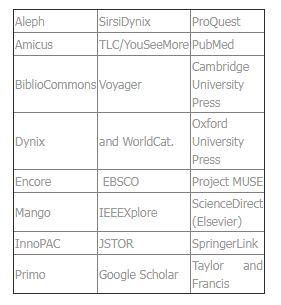 Aleph SirsiDynix ProQuest
Amicus TLC/YouSeeMore PubMed
BiblioCommons Voyager Cambridge
University
Press
Dynix and WorldCat. Oxford
University
Press
Encore EBSCO Project MUSE
Mango IEEEXplore ScienceDirect
(Elsevier)
InnoPAC JSTOR SpringerLink
Primo Google Scholar Taylor and
Francis